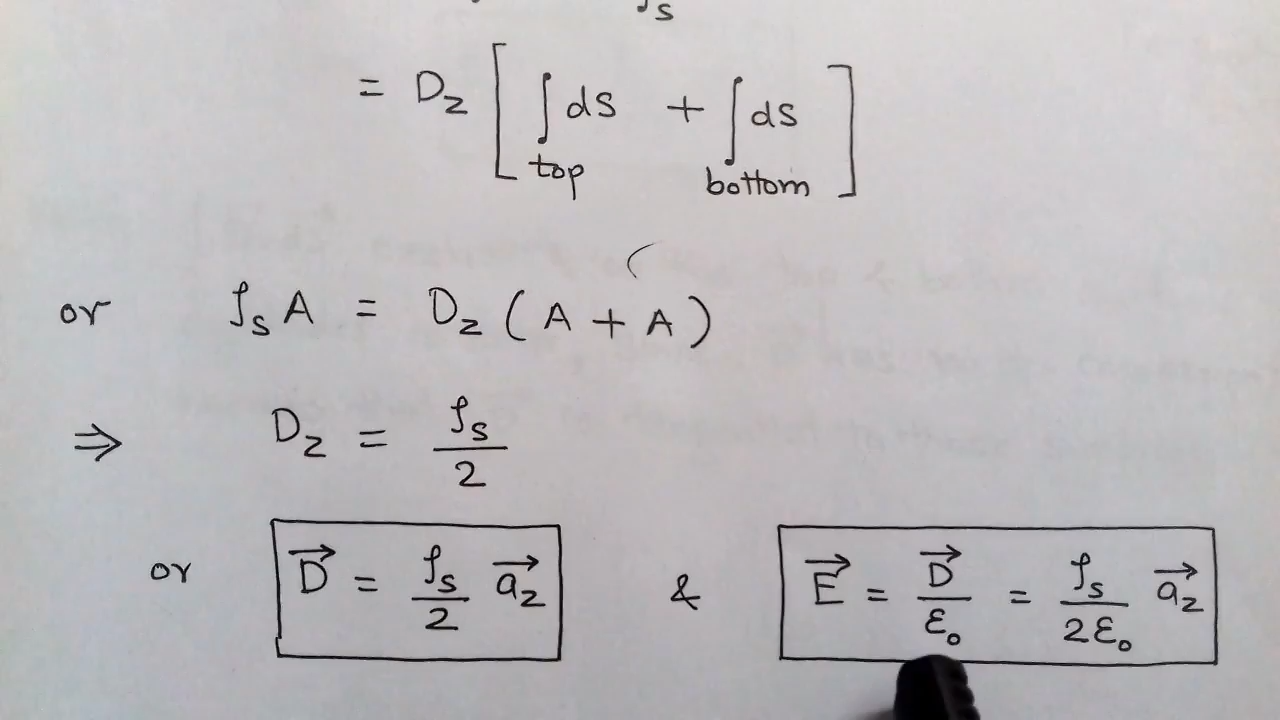 ρ_S
= D_z [ ∫_top dS + ∫_bottom dS ]
or ρ_S A = D_z ( A + A )
⇒ D_z = ρ_S / 2
or D⃗ = ρ_S / 2 a⃗_z & E⃗ = D⃗ / ε₀ = ρ_S / 2ε₀ a⃗_z